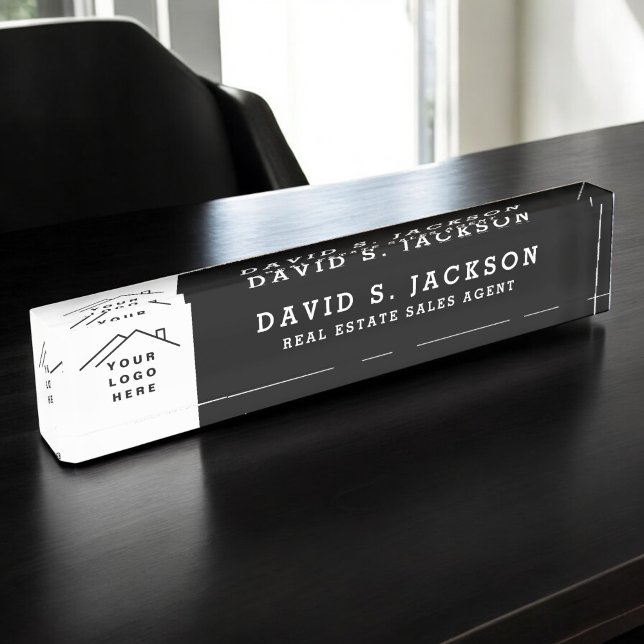 YOUR
LOGO
HERE
DAVID S. JACKSON
REAL ESTATE SALES AGENT